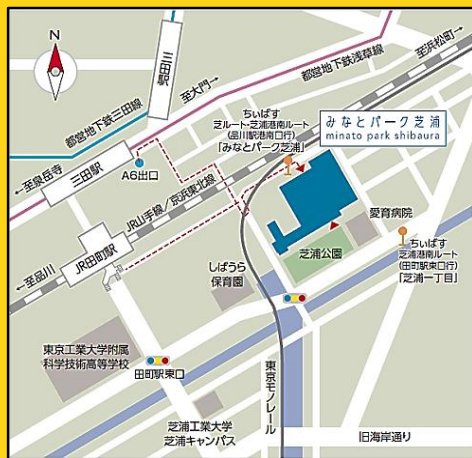 N
三田駅
至大門→
都営地下鉄浅草線
至浜松町→
都営地下鉄三田線
ちぃばす
芝ルート・芝浦港南ルート
(品川駅港南口行)
「みなとパーク芝浦」
みなとパーク芝浦
minato park shibaura
←至泉岳寺
三田駅
A6出口
JR山手線/京浜東北線
愛育病院
←至品川
JR田町駅
しばうら
保育園
芝浦公園
ちぃばす
芝浦港南ルート
(田町駅東口行)
「芝浦一丁目」
東京工業大学附属
科学技術高等学校
田町駅東口
東京モノレール
芝浦工業大学
芝浦キャンパス
旧海岸通り